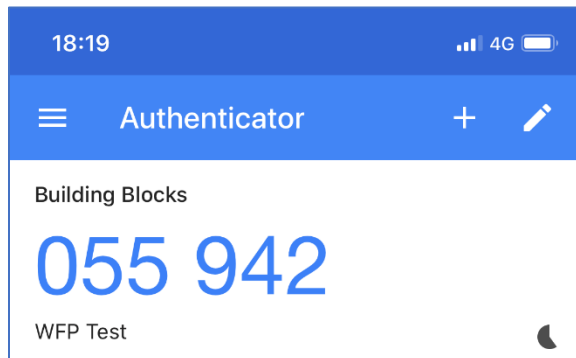 18:19 4G
Authenticator
Building Blocks
055 942
WFP Test